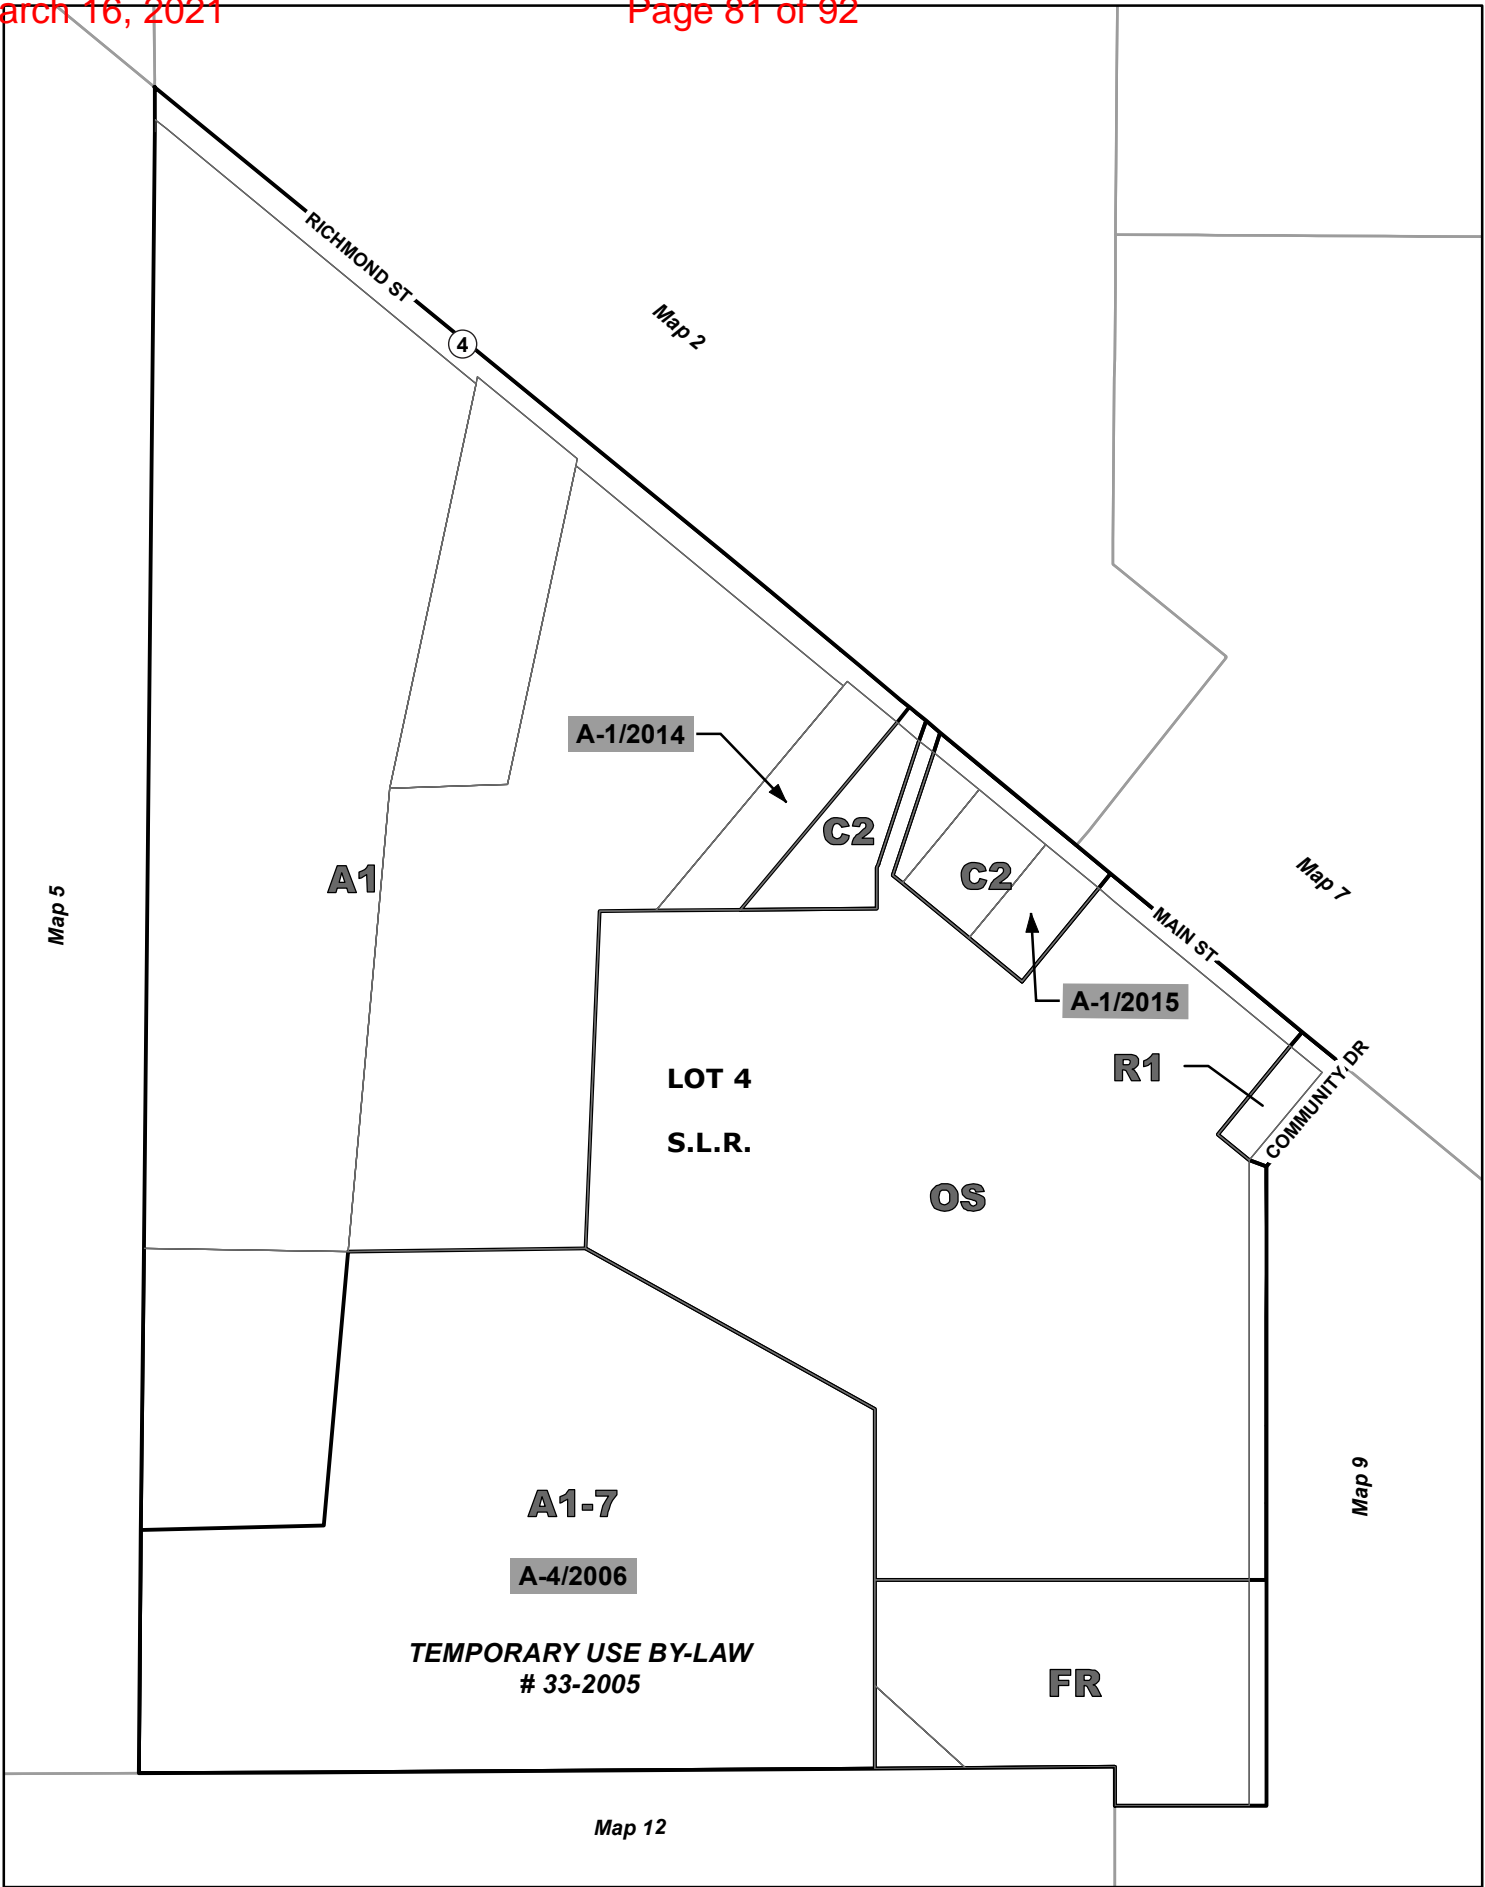 arch 16, 2021
Page 81 of 92
RICHMOND ST
4
Map 2
A-1/2014
C2
C2
A1
Map 5
Map 7
MAIN ST
A-1/2015
R1
COMMUNITY DR
LOT 4
S.L.R.
OS
A1-7
A-4/2006
TEMPORARY USE BY-LAW
# 33-2005
Map 9
FR
Map 12